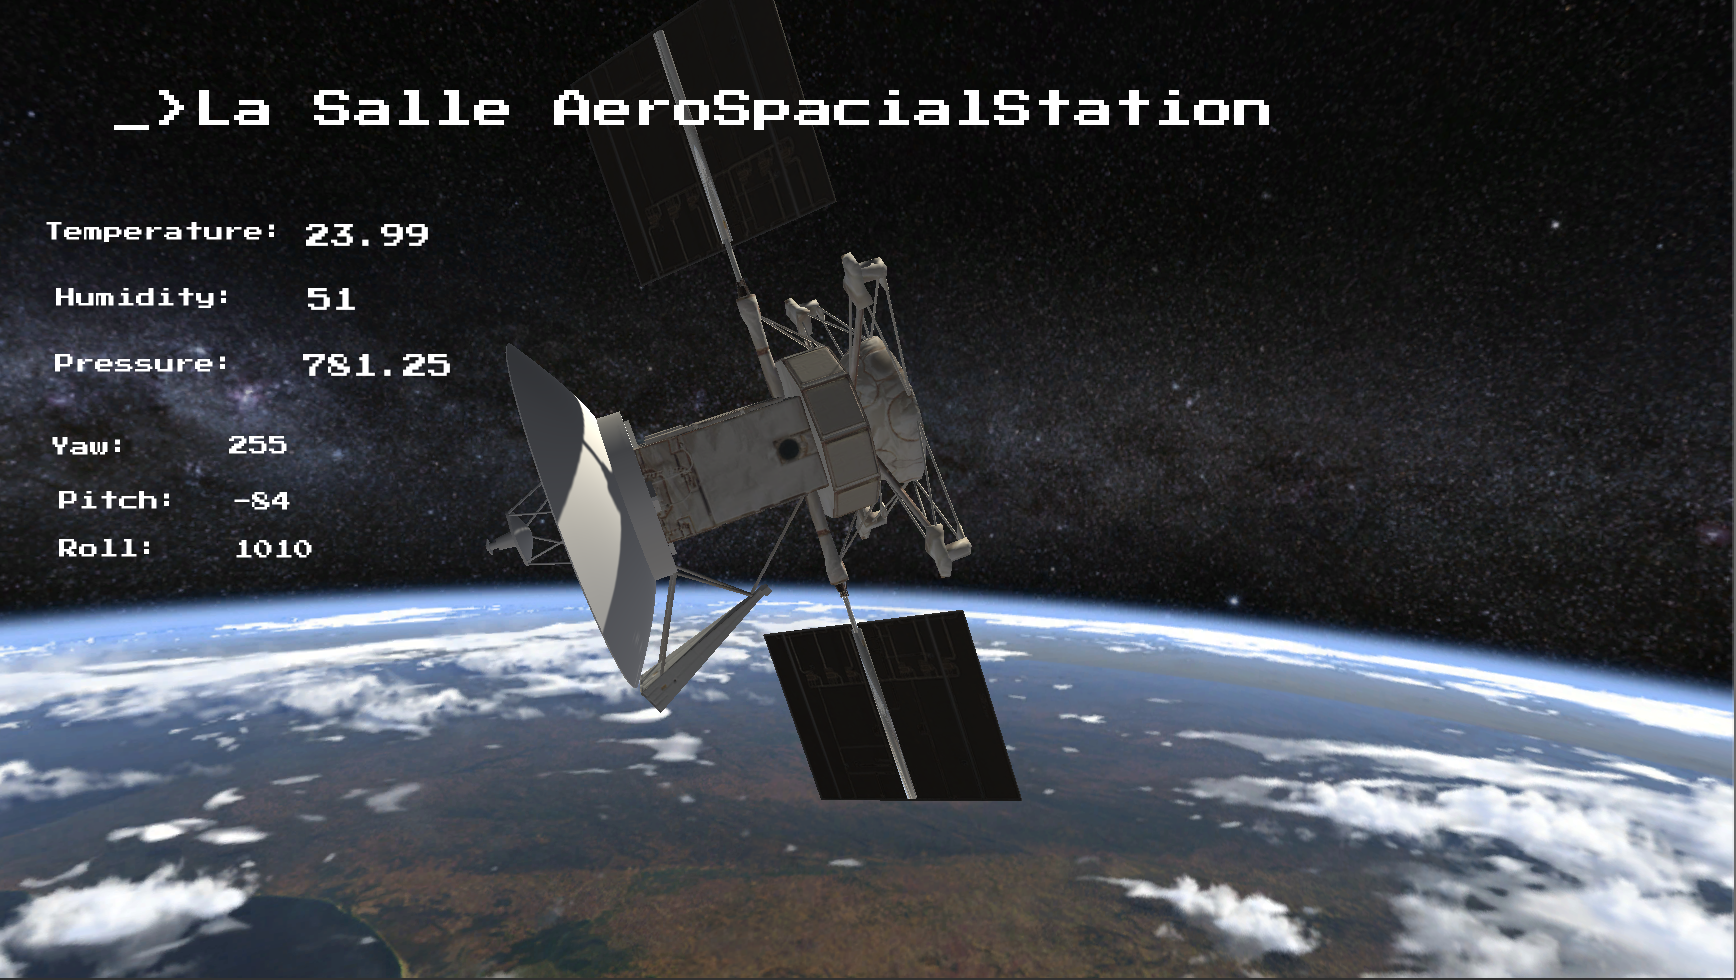 _>La Salle AeroSpacialStation
Temperature: 23.99
Humidity: 51
Pressure: 781.25
Yaw: 255
Pitch: -84
Roll: 1010